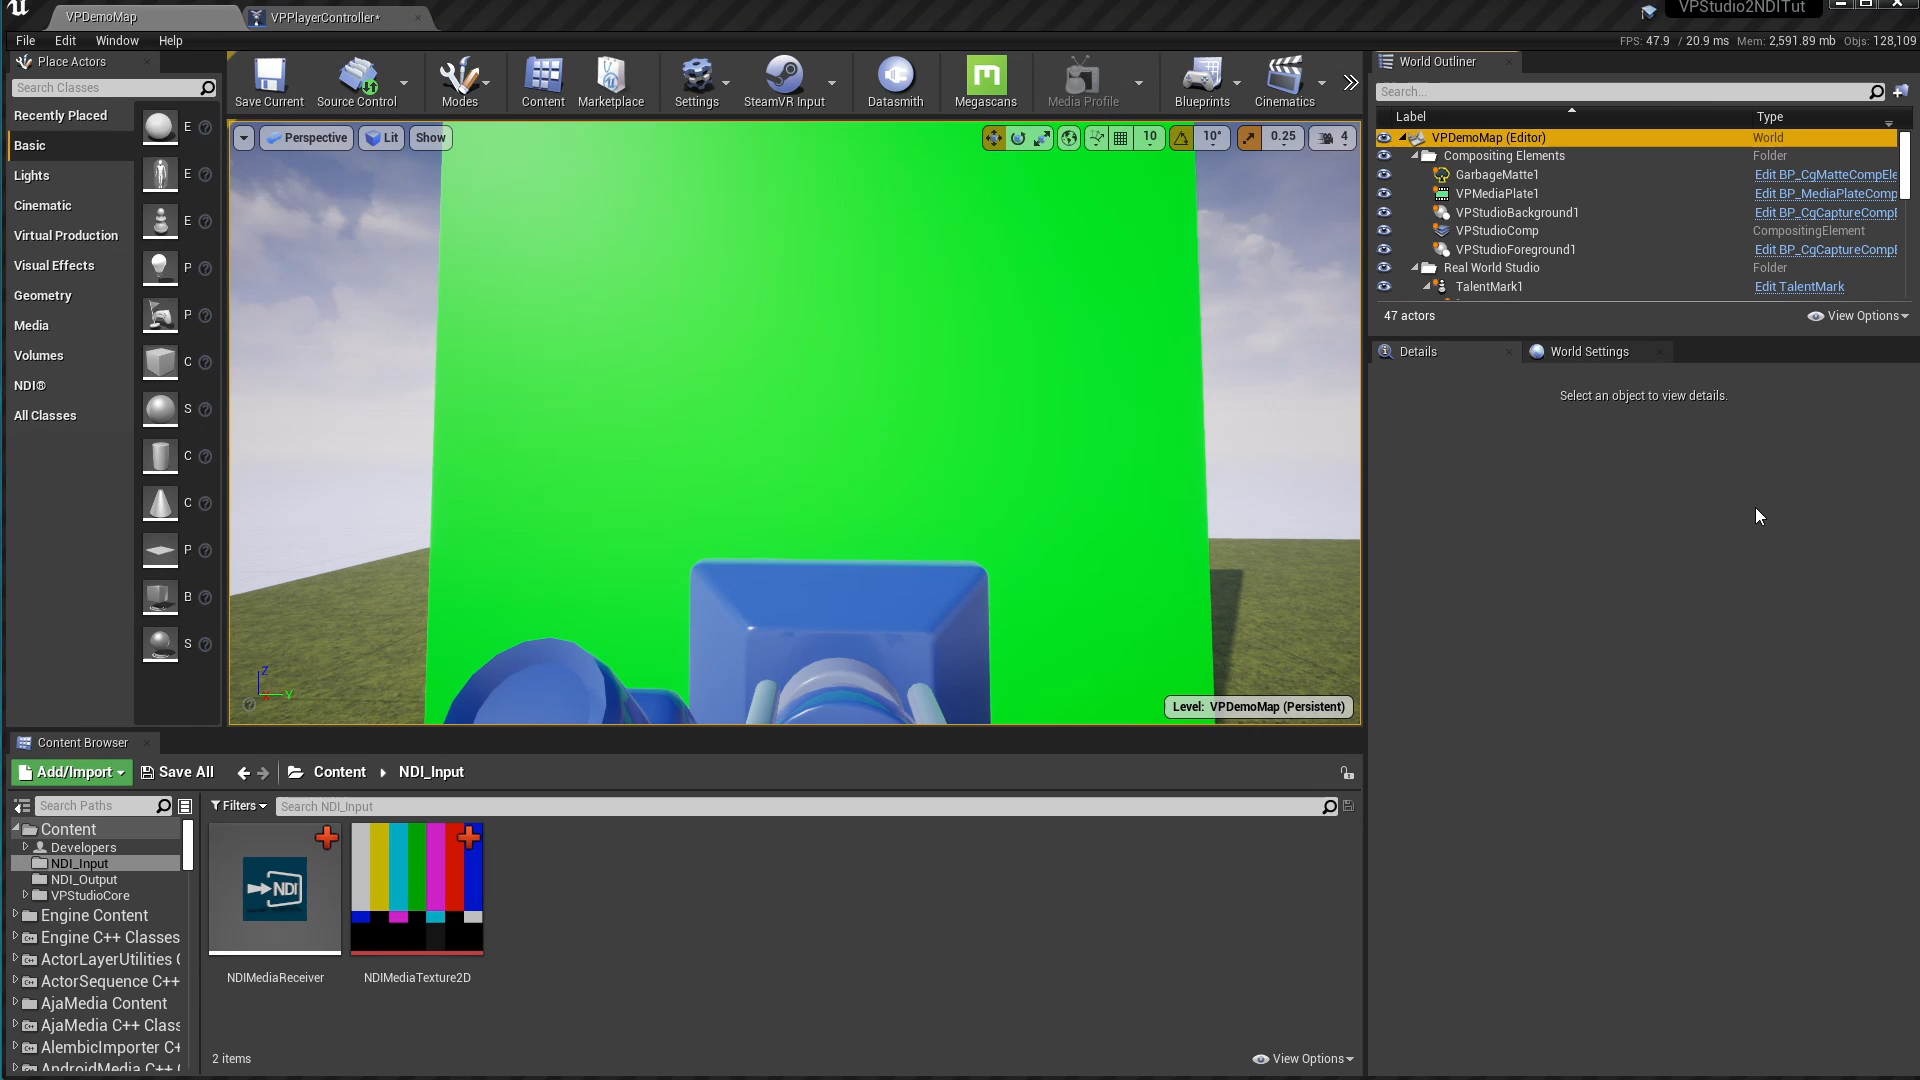 VPDemoMap
VPPlayerController*
VPStudio2NDITut
File Edit Window Help
FPS: 47.9 / 20.9 ms Mem: 2,591.89 mb Objs: 128,109
Place Actors
Search Classes
Recently Placed
Basic
Lights
Cinematic
Virtual Production
Visual Effects
Geometry
Media
Volumes
NDI®
All Classes
E
E
E
P
P
C
S
C
C
P
B
S
Save Current
Source Control
Modes
Content
Marketplace
Settings
SteamVR Input
Datasmith
Megascans
Media Profile
Blueprints
Cinematics
Perspective
Lit
Show
10
10°
0.25
4
Z
Y
Level: VPDemoMap (Persistent)
World Outliner
Search...
Label Type
VPDemoMap (Editor) World
Compositing Elements Folder
GarbageMatte1 Edit BP_CgMatteCompEle
VPMediaPlate1 Edit BP_MediaPlateComp
VPStudioBackground1 Edit BP_CgCaptureCompE
VPStudioComp CompositingElement
VPStudioForeground1 Edit BP_CgCaptureCompE
Real World Studio Folder
TalentMark1 Edit TalentMark
47 actors
View Options
Details
World Settings
Select an object to view details.
Content Browser
Add/Import
Save All
Content
NDI_Input
Search Paths
Filters
Search NDI_Input
Content
Developers
NDI_Input
NDI_Output
VPStudioCore
Engine Content
Engine C++ Classes
ActorLayerUtilities C
ActorSequence C++
AjaMedia Content
AjaMedia C++ Class
AlembicImporter C+
AndroidMedia C++ C
NDI
NDIMediaReceiver
NDIMediaTexture2D
2 items
View Options